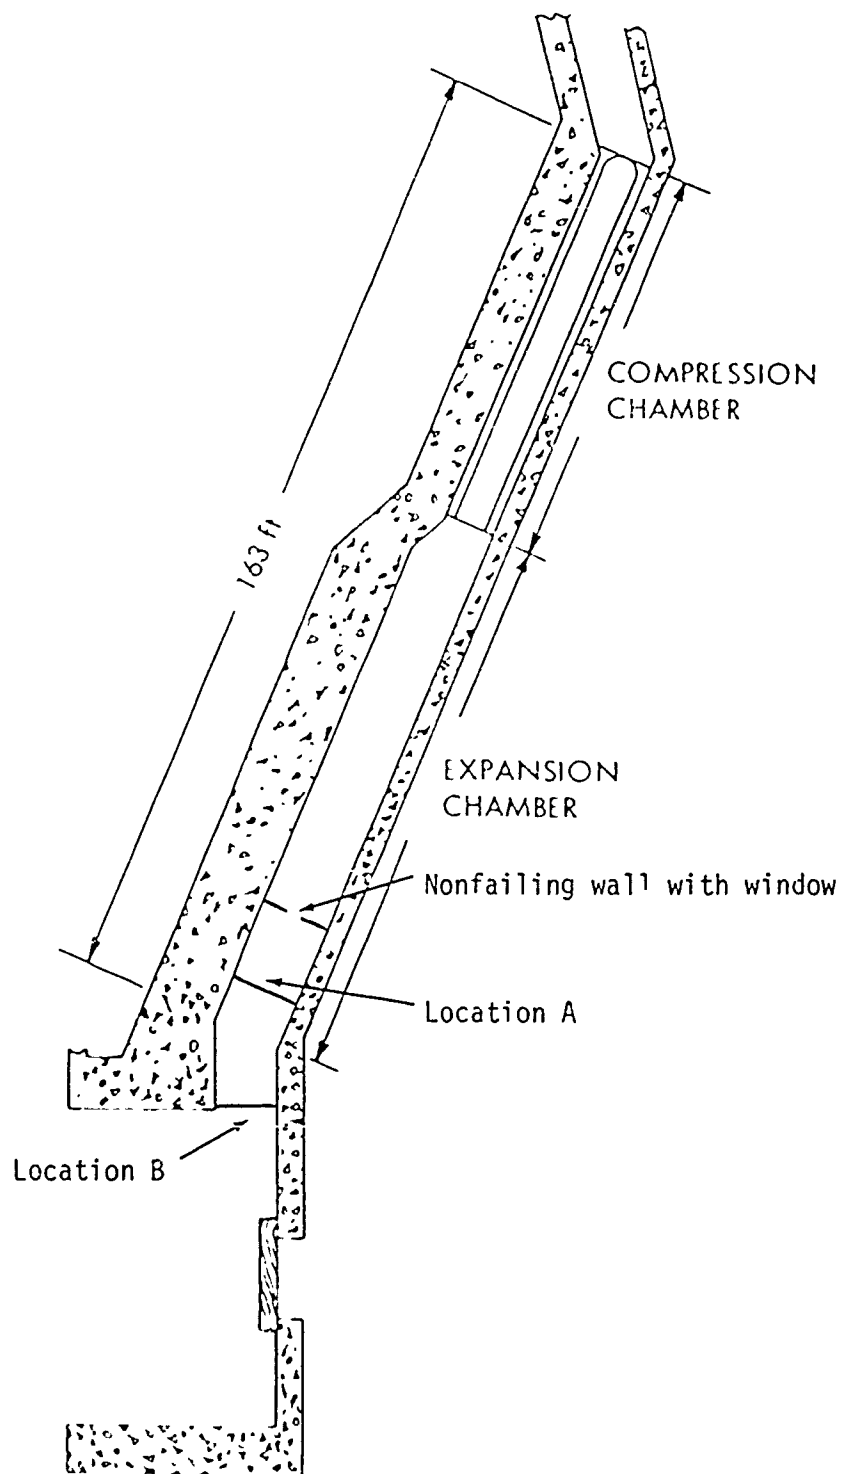 COMPRESSION
CHAMBER
163 ft
EXPANSION
CHAMBER
Nonfailing wall with window
Location A
Location B